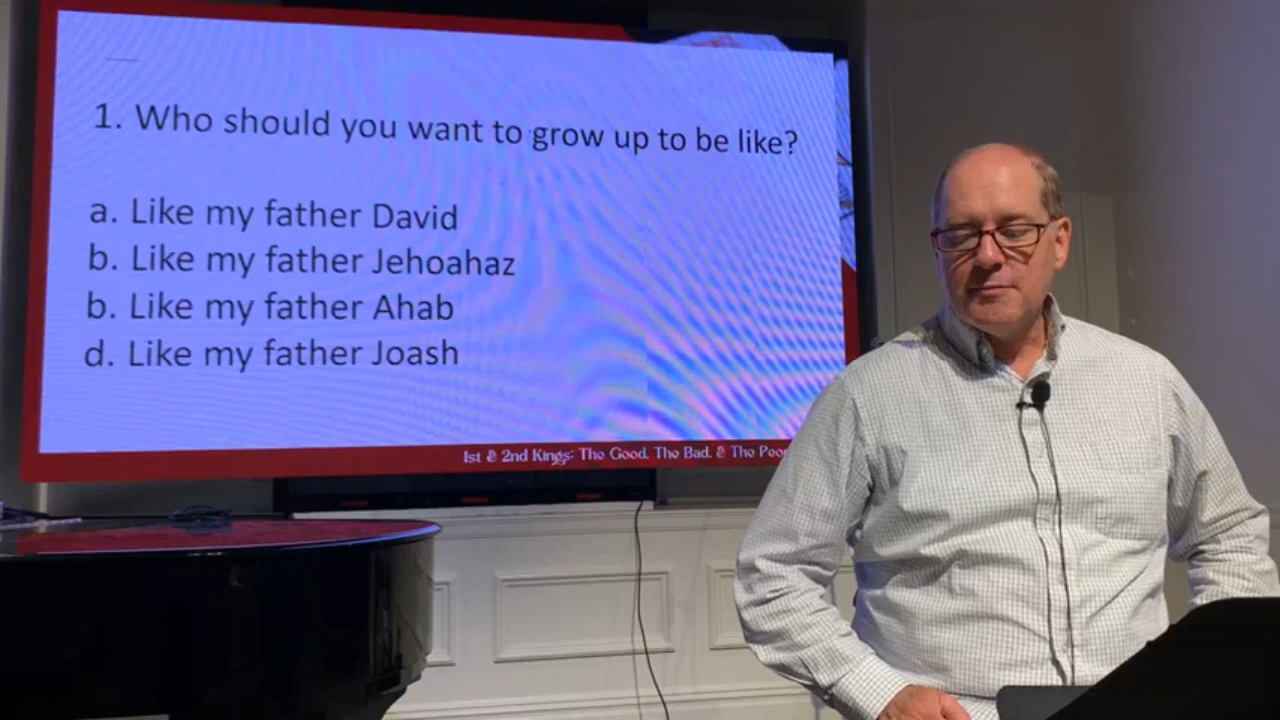 1. Who should you want to grow up to be like?
a. Like my father David
b. Like my father Jehoahaz
b. Like my father Ahab
d. Like my father Joash
1st & 2nd Kings: The Good, The Bad, & The